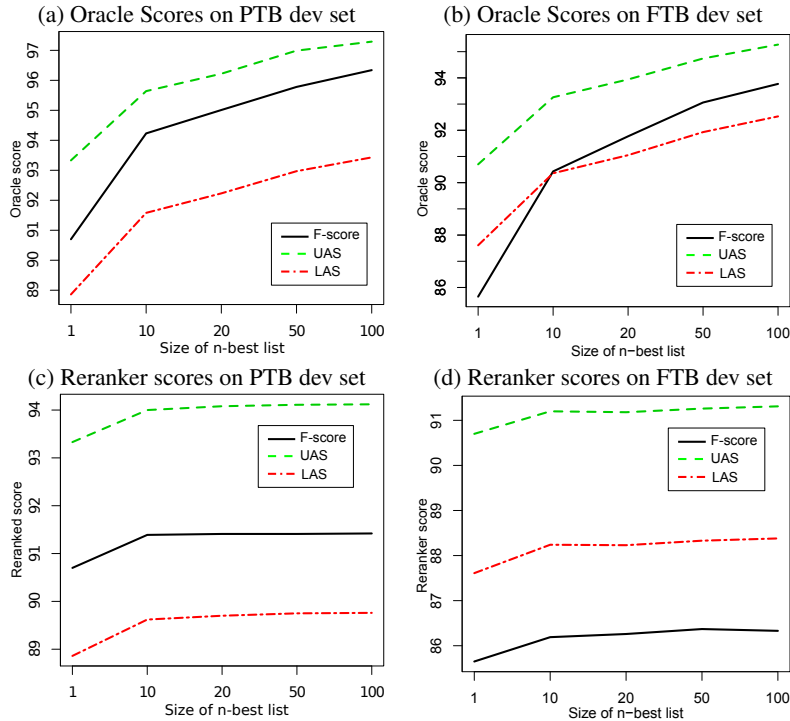 (a) Oracle Scores on PTB dev set
Oracle score
97
96
95
94
93
92
91
90
89
F-score
UAS
LAS
1 10 20 50 100
Size of n-best list
(b) Oracle Scores on FTB dev set
Oracle score
94
92
90
88
86
F-score
UAS
LAS
1 10 20 50 100
Size of n−best list
(c) Reranker scores on PTB dev set
Reranked score
94
93
92
91
90
89
F-score
UAS
LAS
1 10 20 50 100
Size of n-best list
(d) Reranker scores on FTB dev set
Reranker score
91
90
89
88
87
86
F-score
UAS
LAS
1 10 20 50 100
Size of n−best list